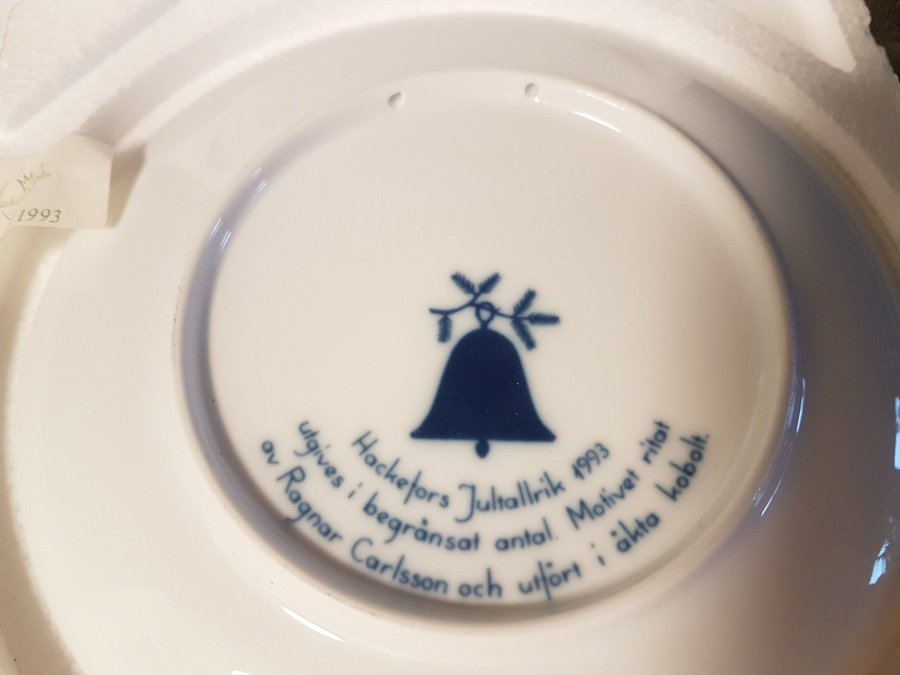 1993
Hackefors Jultallrik 1993
utgives i begränsat antal. Motivet ritat
av Ragnar Carlsson och utfört i äkta kobolt.